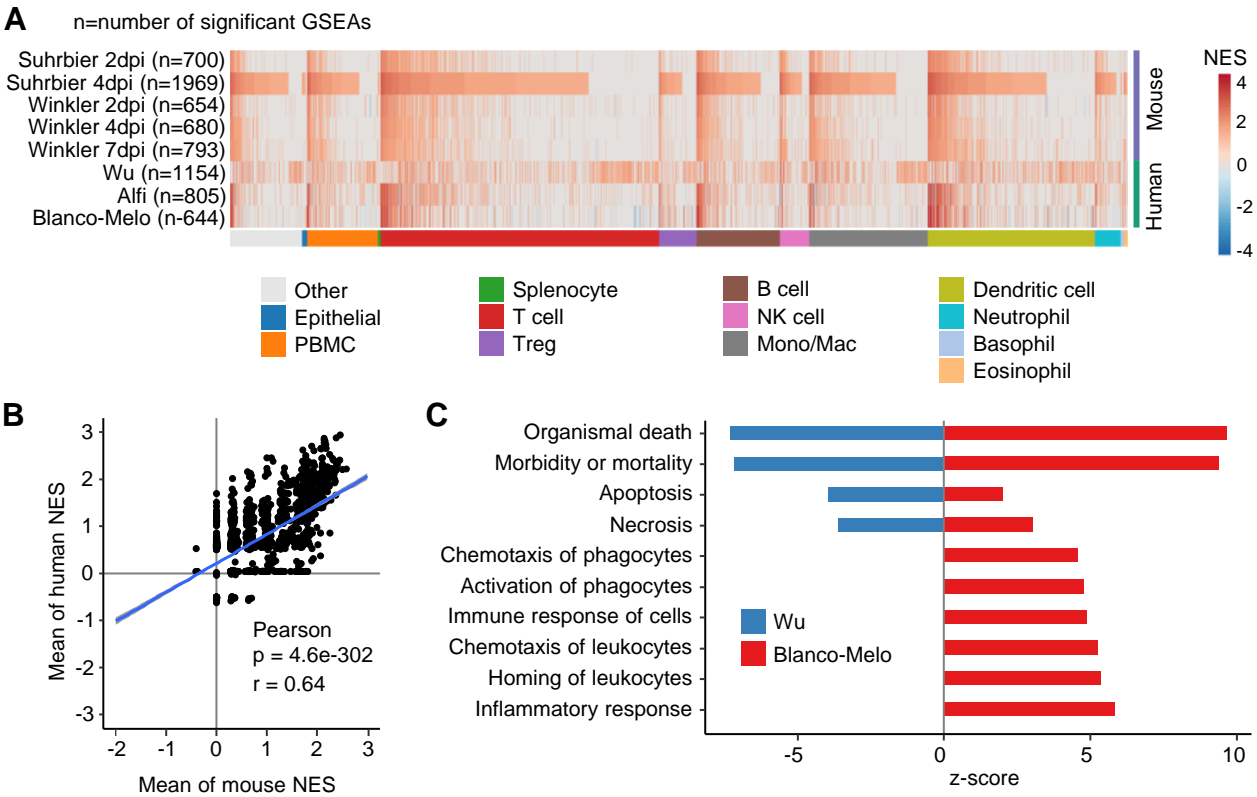 A
n=number of significant GSEAs
Suhrbier 2dpi (n=700)
Suhrbier 4dpi (n=1969)
Winkler 2dpi (n=654)
Winkler 4dpi (n=680)
Winkler 7dpi (n=793)
Wu (n=1154)
Alfi (n=805)
Blanco-Melo (n-644)
Mouse
Human
NES
4
2
0
-2
-4
Other
Epithelial
PBMC
Splenocyte
T cell
Treg
B cell
NK cell
Mono/Mac
Dendritic cell
Neutrophil
Basophil
Eosinophil
B
Mean of human NES
3
2
1
0
-1
-2
-3
Pearson
p = 4.6e-302
r = 0.64
-2 -1 0 1 2 3
Mean of mouse NES
C
Organismal death
Morbidity or mortality
Apoptosis
Necrosis
Chemotaxis of phagocytes
Activation of phagocytes
Immune response of cells
Chemotaxis of leukocytes
Homing of leukocytes
Inflammatory response
Wu
Blanco-Melo
-5 0 5 10
z-score